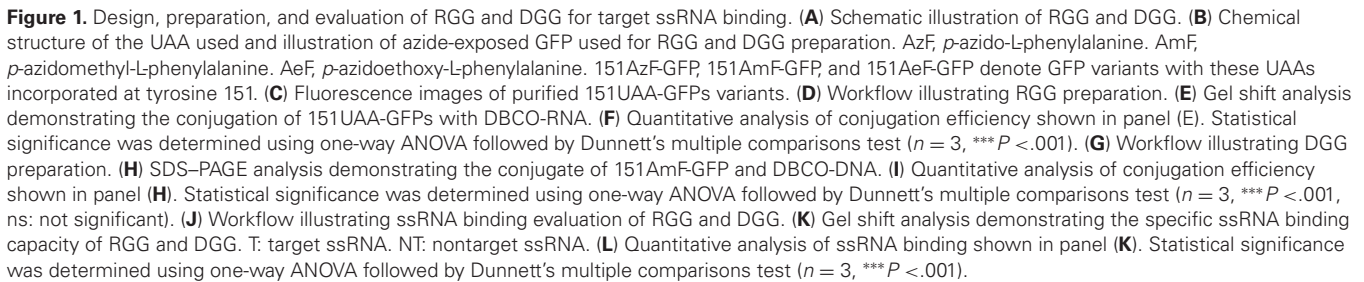 Figure 1. Design, preparation, and evaluation of RGG and DGG for target ssRNA binding. (A) Schematic illustration of RGG and DGG. (B) Chemical
structure of the UAA used and illustration of azide-exposed GFP used for RGG and DGG preparation. AzF, p-azido-L-phenylalanine. AmF,
p-azidomethyl-L-phenylalanine. AeF, p-azidoethoxy-L-phenylalanine. 151AzF-GFP, 151AmF-GFP, and 151AeF-GFP denote GFP variants with these UAAs
incorporated at tyrosine 151. (C) Fluorescence images of purified 151UAA-GFPs variants. (D) Workflow illustrating RGG preparation. (E) Gel shift analysis
demonstrating the conjugation of 151UAA-GFPs with DBCO-RNA. (F) Quantitative analysis of conjugation efficiency shown in panel (E). Statistical
significance was determined using one-way ANOVA followed by Dunnett's multiple comparisons test (n = 3, ***P <.001). (G) Workflow illustrating DGG
preparation. (H) SDS–PAGE analysis demonstrating the conjugate of 151AmF-GFP and DBCO-DNA. (I) Quantitative analysis of conjugation efficiency
shown in panel (H). Statistical significance was determined using one-way ANOVA followed by Dunnett's multiple comparisons test (n = 3, ***P <.001,
ns: not significant). (J) Workflow illustrating ssRNA binding evaluation of RGG and DGG. (K) Gel shift analysis demonstrating the specific ssRNA binding
capacity of RGG and DGG. T: target ssRNA. NT: nontarget ssRNA. (L) Quantitative analysis of ssRNA binding shown in panel (K). Statistical significance
was determined using one-way ANOVA followed by Dunnett's multiple comparisons test (n = 3, ***P <.001).